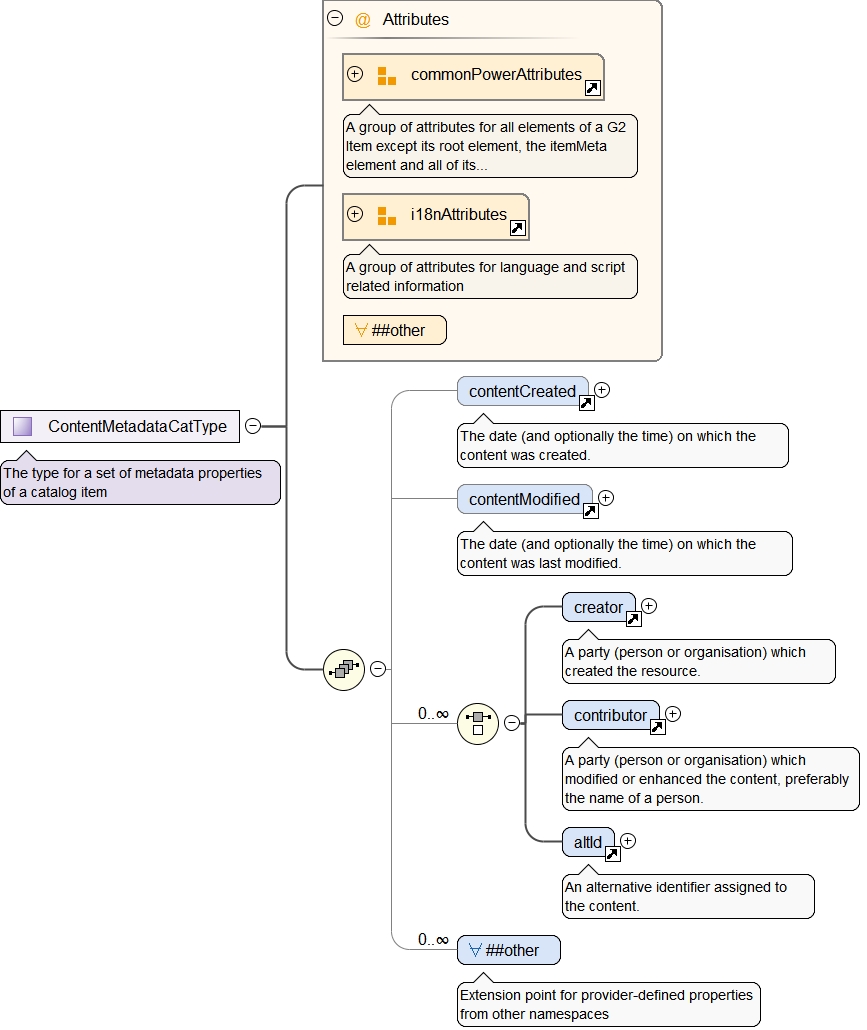 @ Attributes
commonPowerAttributes
A group of attributes for all elements of a G2
Item except its root element, the itemMeta
element and all of its...
i18nAttributes
A group of attributes for language and script
related information
##other
ContentMetadataCatType
The type for a set of metadata properties
of a catalog item
contentCreated
The date (and optionally the time) on which the
content was created.
contentModified
The date (and optionally the time) on which the
content was last modified.
0..∞
creator
A party (person or organisation) which
created the resource.
contributor
A party (person or organisation) which
modified or enhanced the content, preferably
the name of a person.
altId
An alternative identifier assigned to
the content.
0..∞
##other
Extension point for provider-defined properties
from other namespaces